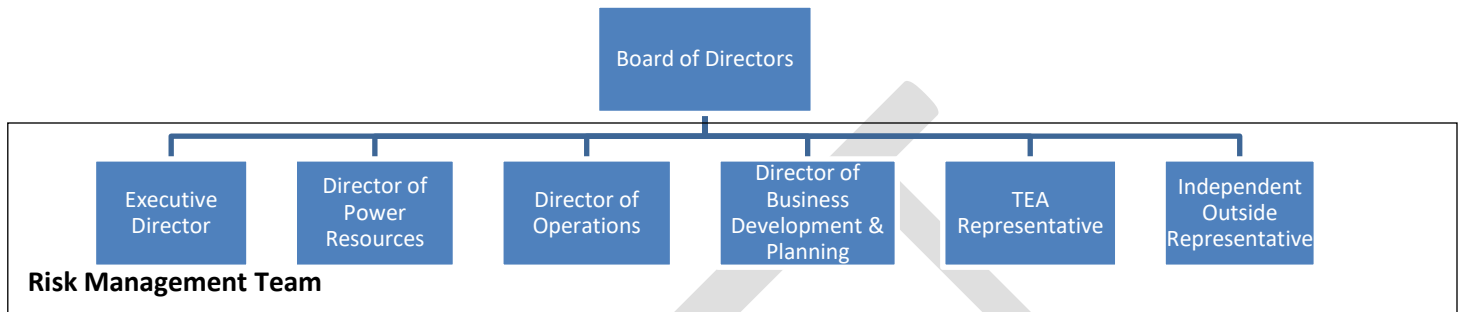 Board of Directors
Executive
Director
Director of
Power
Resources
Director of
Operations
Director of
Business
Development &
Planning
TEA
Representative
Independent
Outside
Representative
Risk Management Team